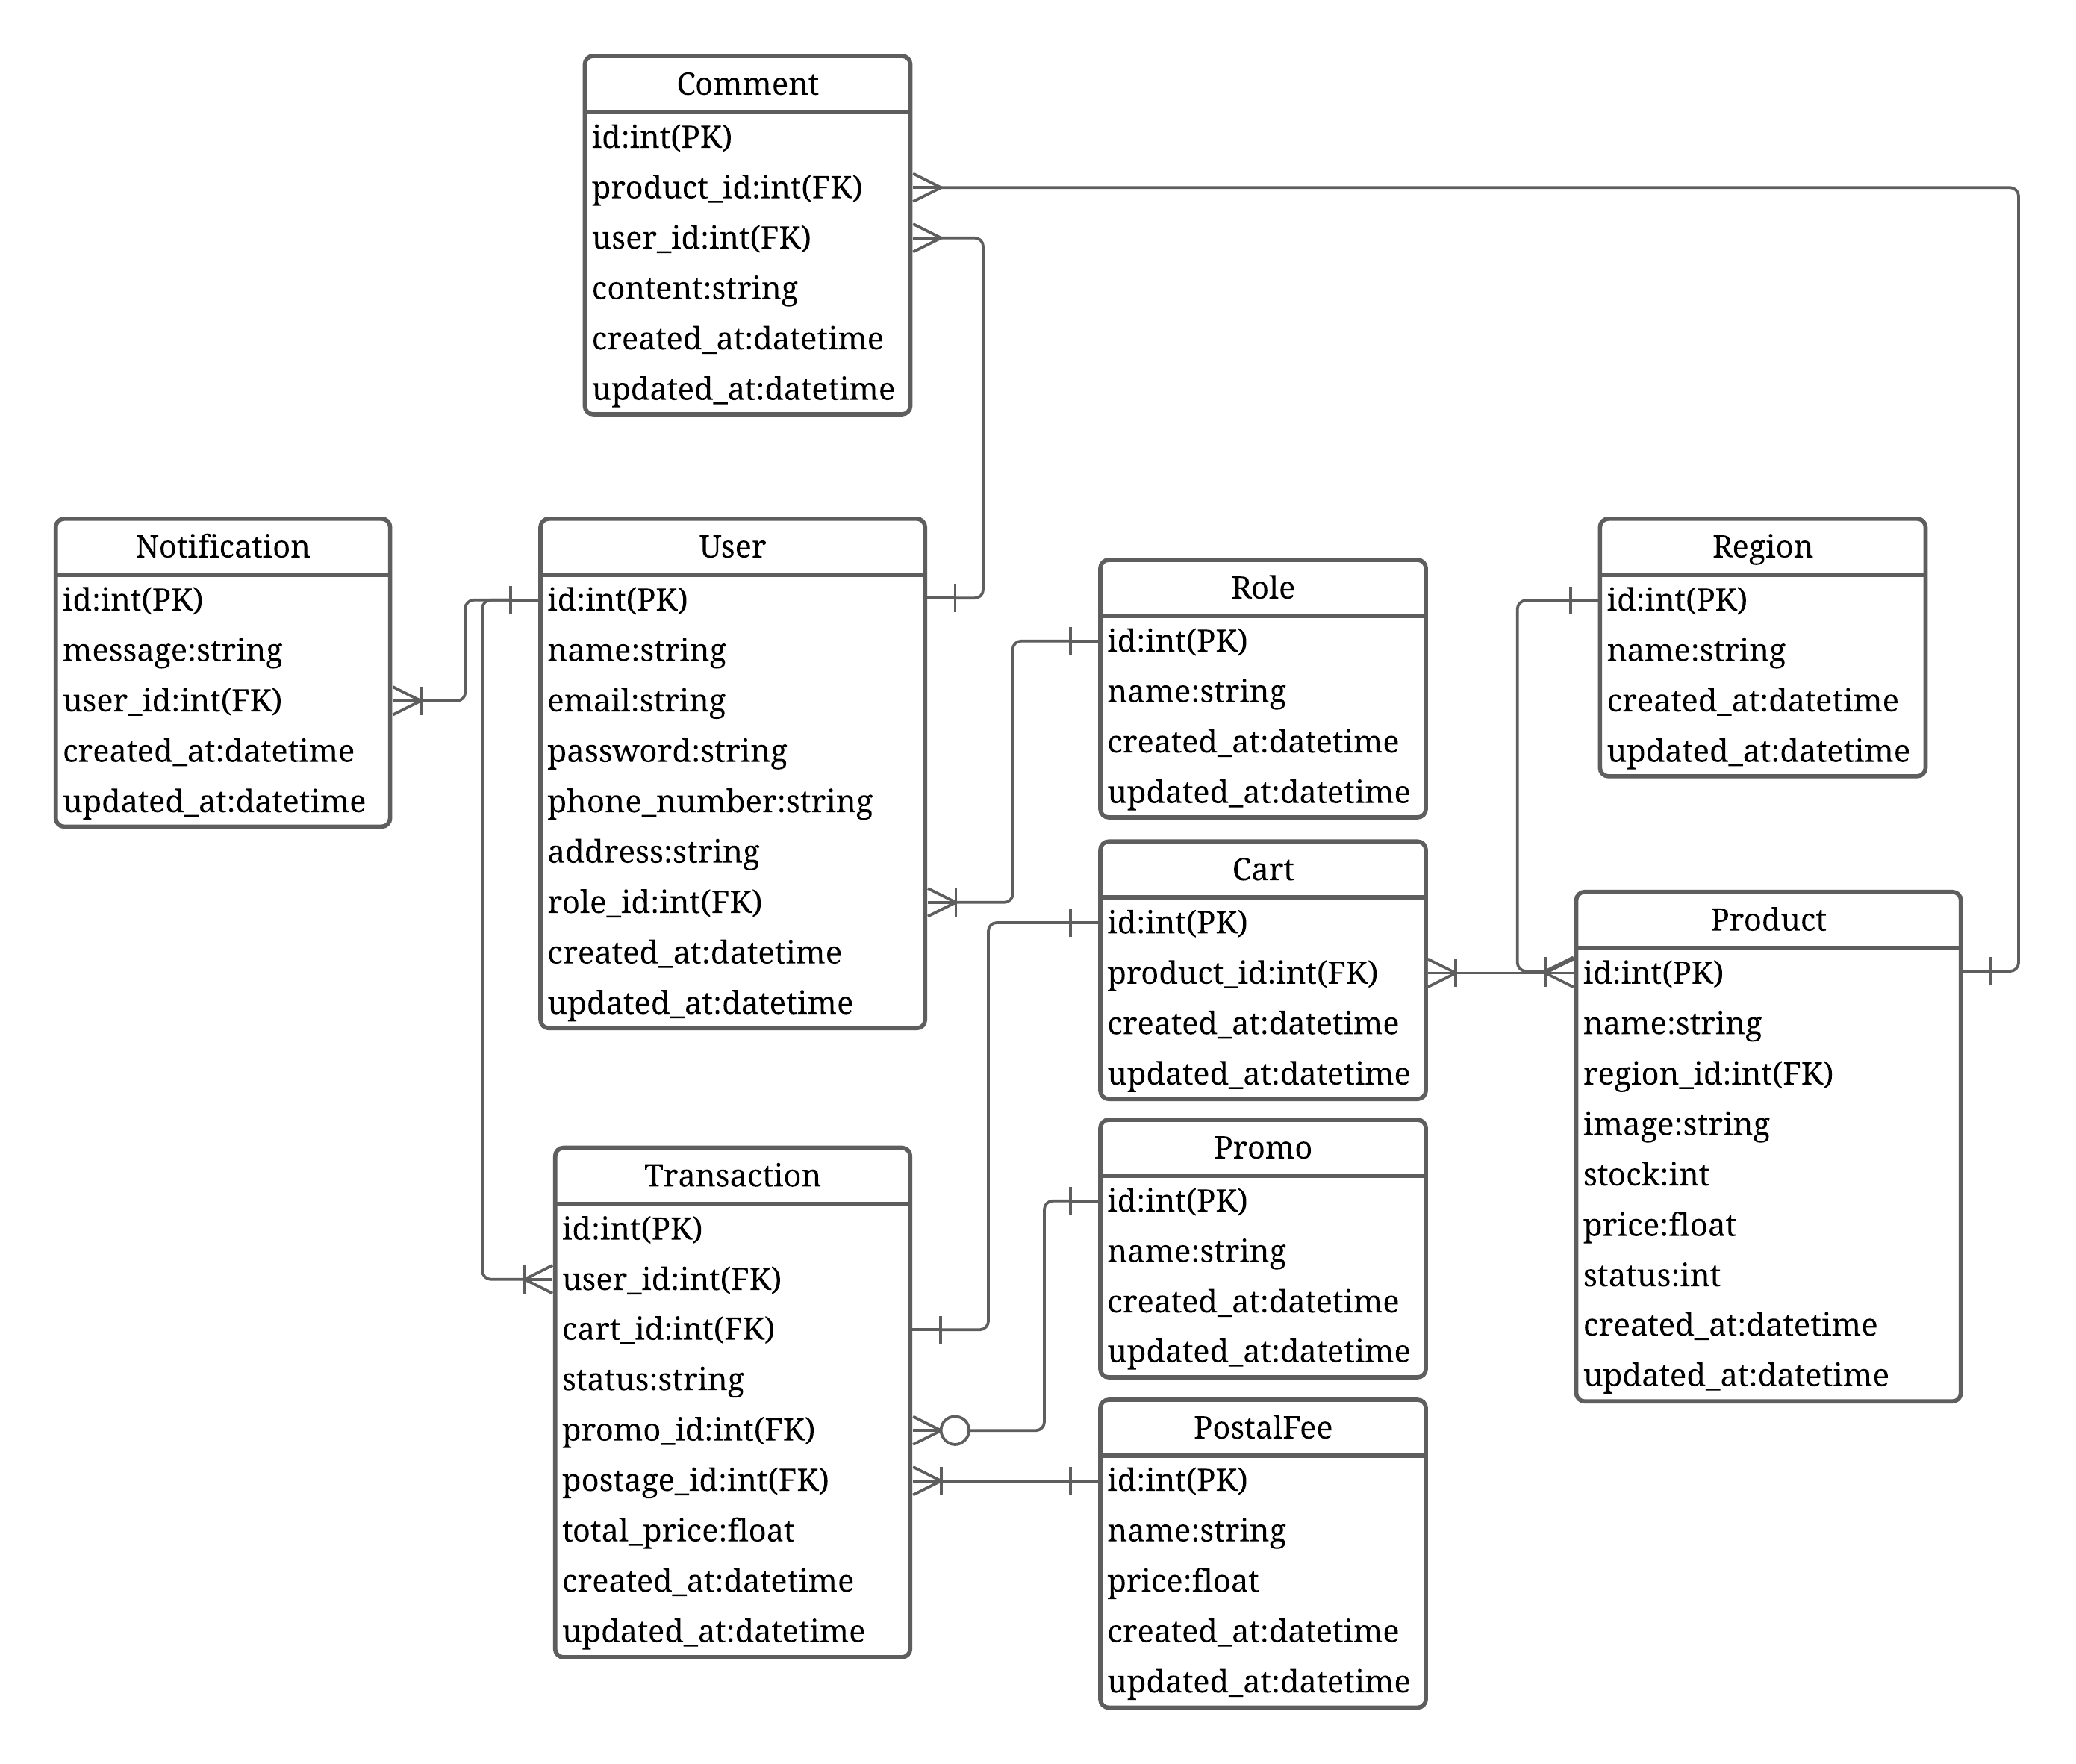 Comment
id:int(PK)
product_id:int(FK)
user_id:int(FK)
content:string
created_at:datetime
updated_at:datetime
Notification
id:int(PK)
message:string
user_id:int(FK)
created_at:datetime
updated_at:datetime
User
id:int(PK)
name:string
email:string
password:string
phone_number:string
address:string
role_id:int(FK)
created_at:datetime
updated_at:datetime
Role
id:int(PK)
name:string
created_at:datetime
updated_at:datetime
Region
id:int(PK)
name:string
created_at:datetime
updated_at:datetime
Cart
id:int(PK)
product_id:int(FK)
created_at:datetime
updated_at:datetime
Product
id:int(PK)
name:string
region_id:int(FK)
image:string
stock:int
price:float
status:int
created_at:datetime
updated_at:datetime
Transaction
id:int(PK)
user_id:int(FK)
cart_id:int(FK)
status:string
promo_id:int(FK)
postage_id:int(FK)
total_price:float
created_at:datetime
updated_at:datetime
Promo
id:int(PK)
name:string
created_at:datetime
updated_at:datetime
PostalFee
id:int(PK)
name:string
price:float
created_at:datetime
updated_at:datetime